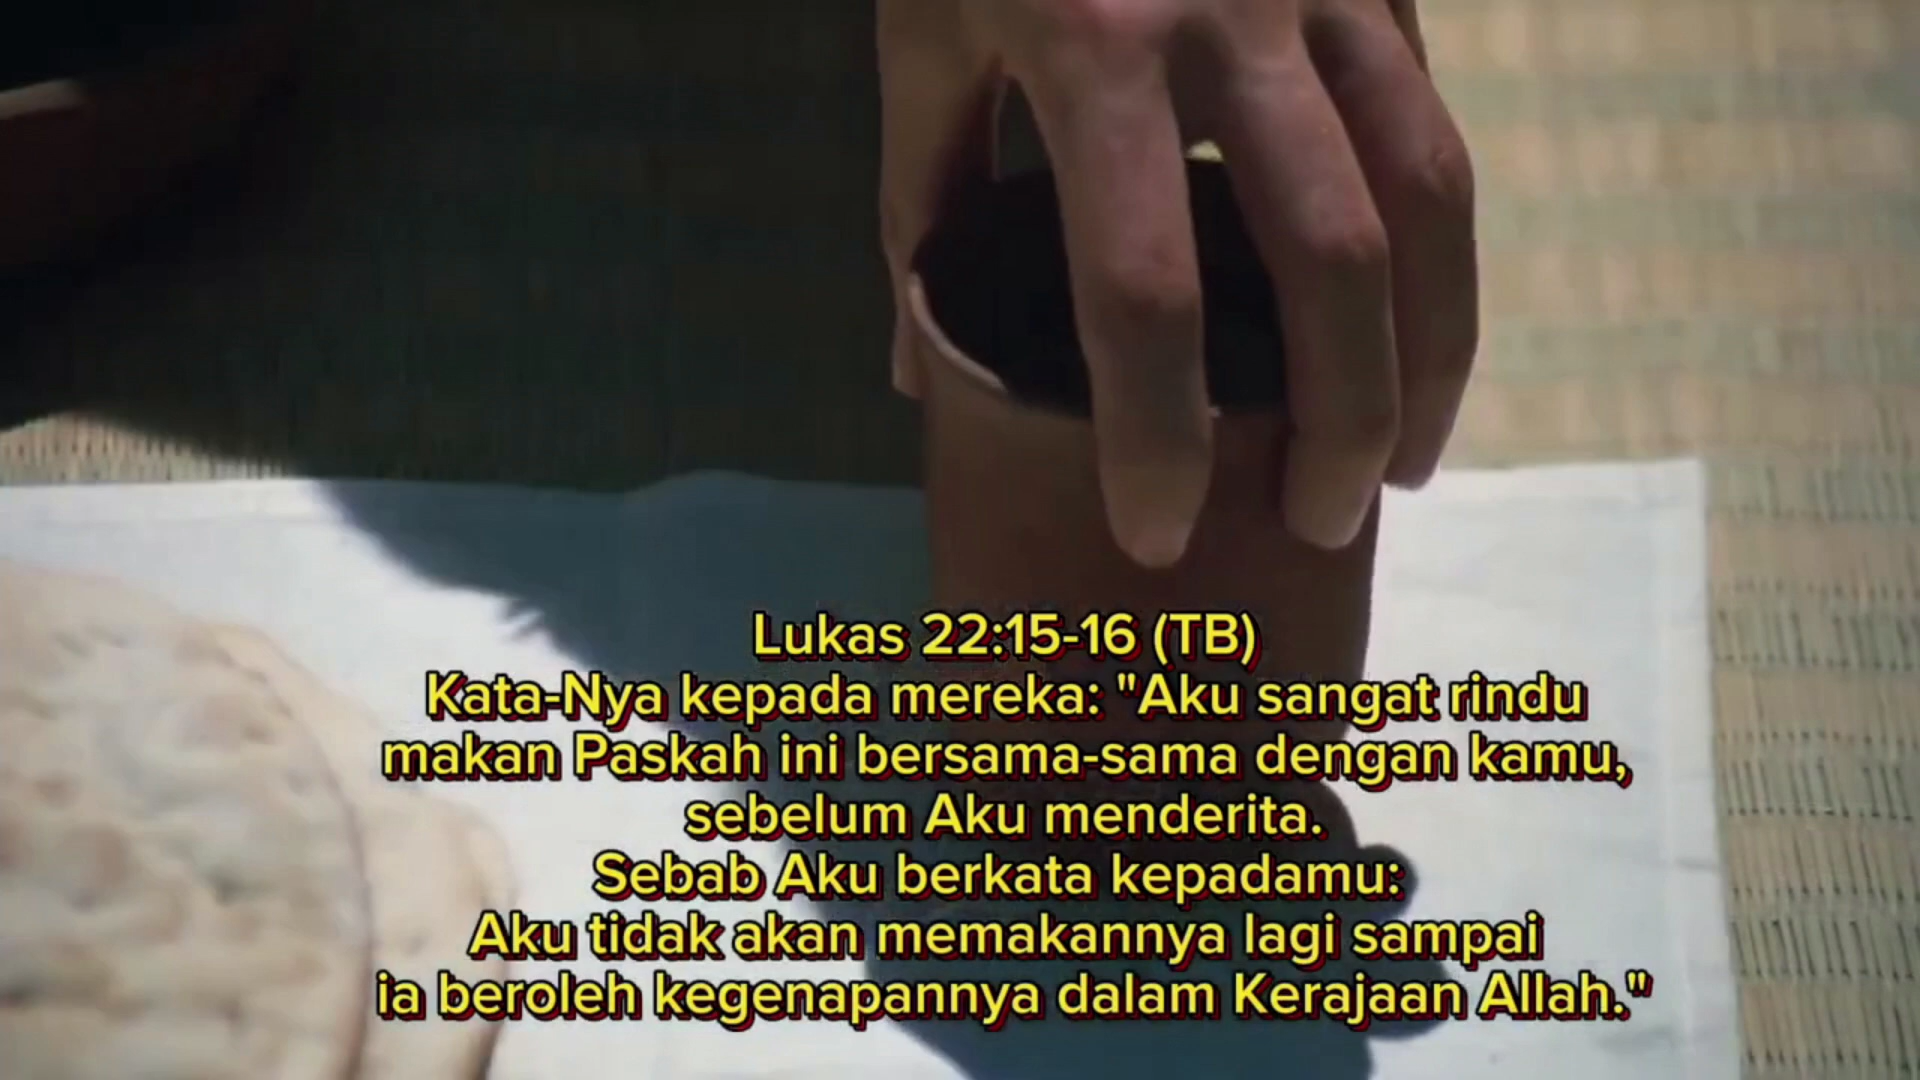 Lukas 22:15-16 (TB)
Kata-Nya kepada mereka: "Aku sangat rindu
makan Paskah ini bersama-sama dengan kamu,
sebelum Aku menderita.
Sebab Aku berkata kepadamu:
Aku tidak akan memakannya lagi sampai
ia beroleh kegenapannya dalam Kerajaan Allah."